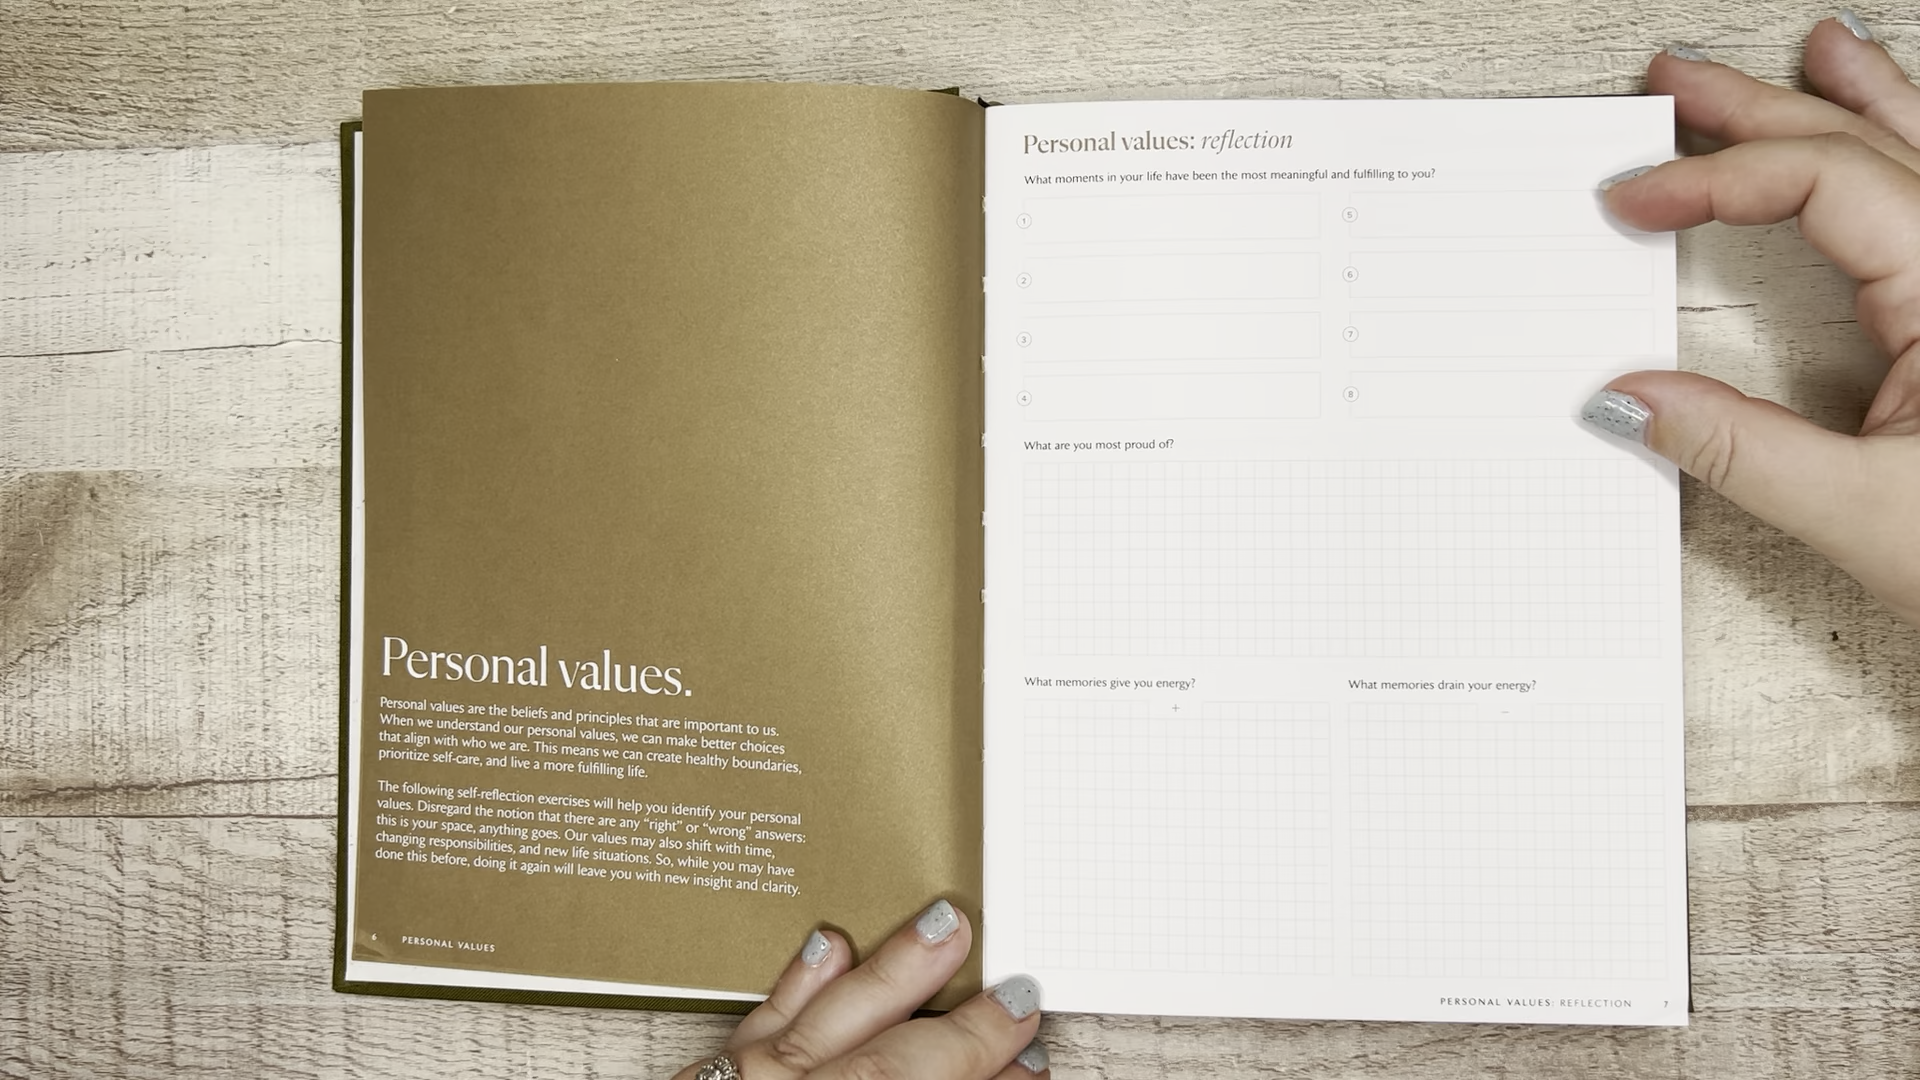 Personal values.
Personal values are the beliefs and principles that are important to us.
When we understand our personal values, we can make better choices
that align with who we are. This means we can create healthy boundaries,
prioritize self-care, and live a more fulfilling life.
The following self-reflection exercises will help you identify your personal
values. Disregard the notion that there are any “right” or “wrong” answers:
this is your space, anything goes. Our values may also shift with time,
changing responsibilities, and new life situations. So, while you may have
done this before, doing it again will leave you with new insight and clarity.
6 PERSONAL VALUES
Personal values: reflection
What moments in your life have been the most meaningful and fulfilling to you?
1
2
3
4
5
6
7
8
What are you most proud of?
What memories give you energy?
+
What memories drain your energy?
–
PERSONAL VALUES: REFLECTION 7